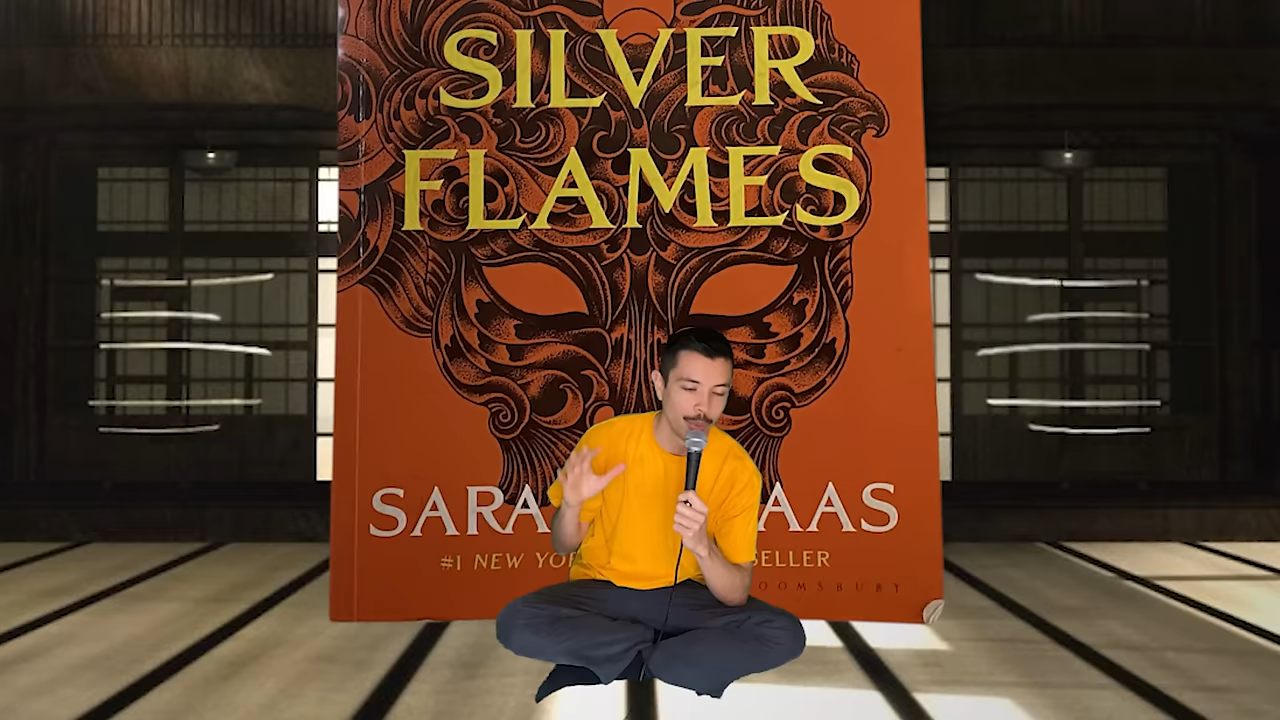 SILVER
FLAMES
SARA AAS
#1 NEW YO SELLER
OOMSBURY